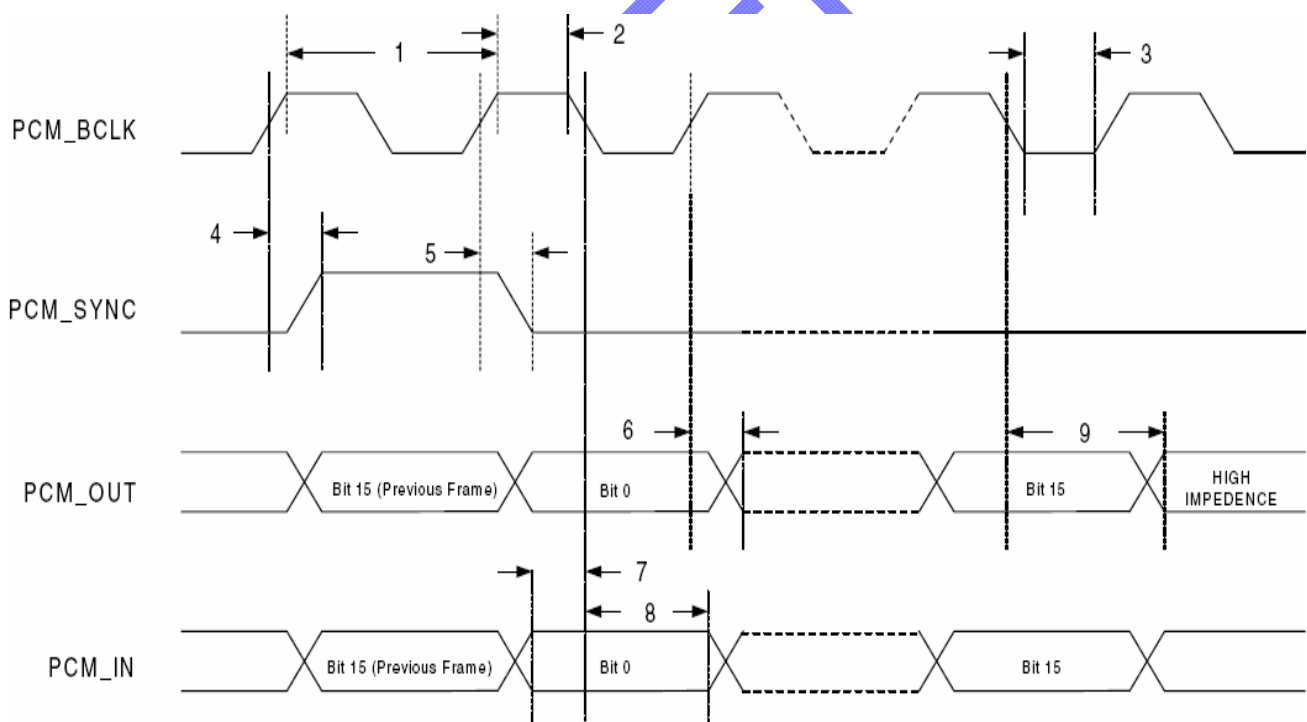 1
2
3
PCM_BCLK
4
5
PCM_SYNC
6
9
PCM_OUT
Bit 15 (Previous Frame)
Bit 0
Bit 15
HIGH
IMPEDENCE
7
8
PCM_IN
Bit 15 (Previous Frame)
Bit 0
Bit 15